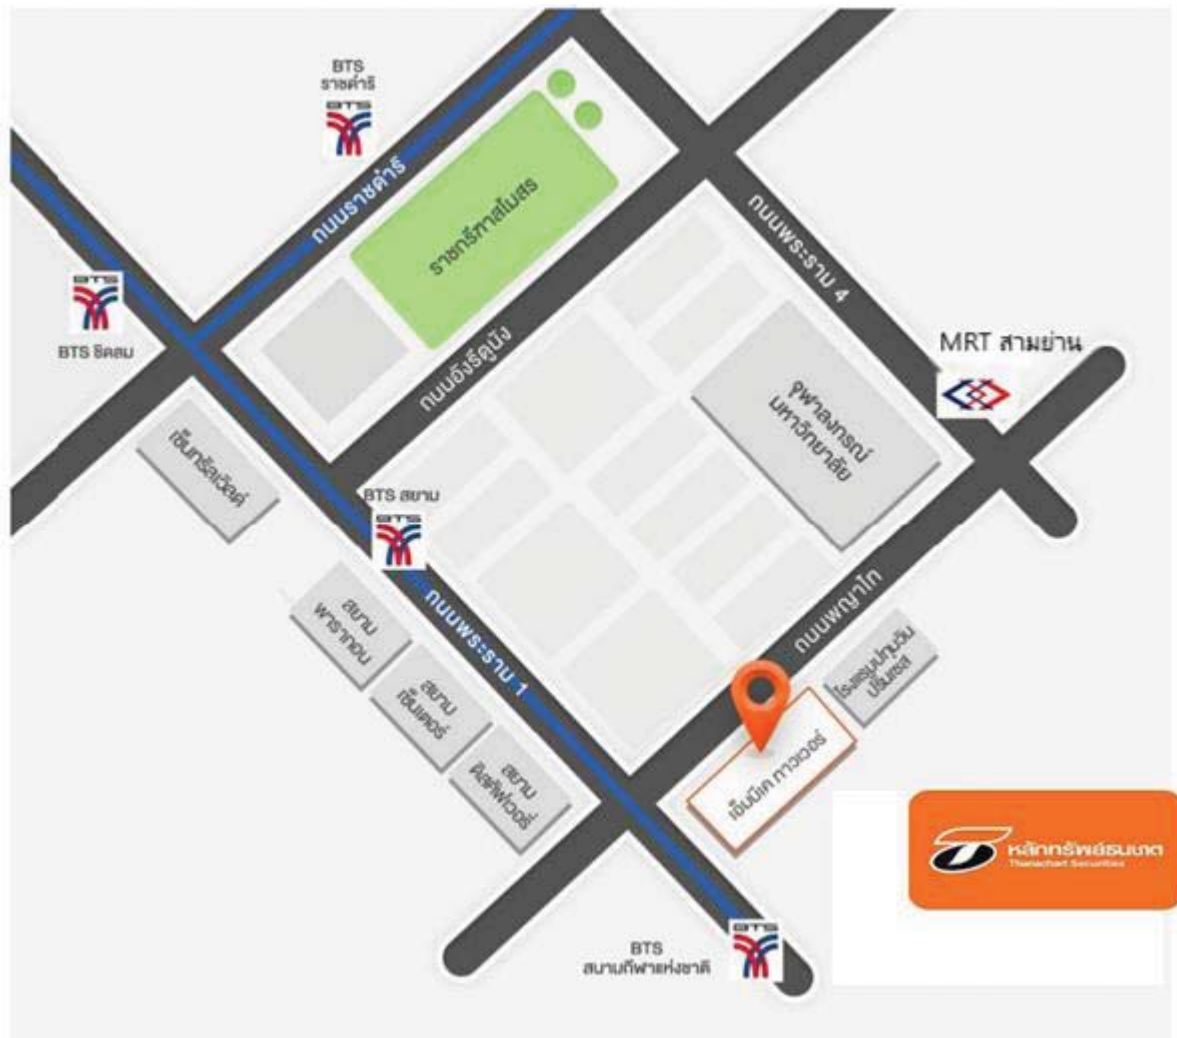 BTS
ราชดำริ
BTS
ถนนราชดำริ
ราชกรีฑาสโมสร
ถนนพระราม 4
BTS
BTS ชิดลม
ถนนอังรีดูนัง
MRT สามย่าน
จุฬาลงกรณ์
มหาวิทยาลัย
เซ็นทรัลเวิลด์
BTS สยาม
BTS
ถนนพระราม 1
สยาม
พารากอน
สยาม
เซ็นเตอร์
สยาม
ดิสคัฟเวอรี่
ถนนพญาไท
โรงแรมปทุมวัน
ปริ๊นเซส
เอ็มบีเค ทาวเวอร์
หลักทรัพย์ธนชาต
Thanachart Securities
BTS
สนามกีฬาแห่งชาติ
BTS